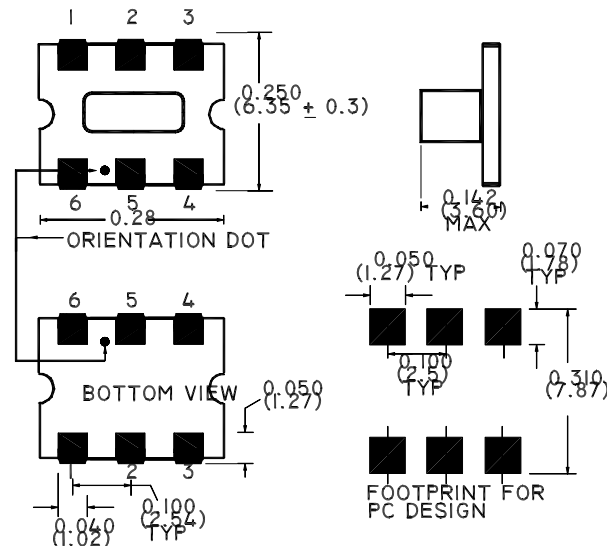 1 2 3
0.250
(6.35 ± 0.3)
6 5 4
0.28
ORIENTATION DOT
0.142
(3.60)
MAX
0.050
(1.27) TYP
0.070
(1.78)
TYP
0.100
(2.5)
TYP
0.310
(7.87)
FOOTPRINT FOR
PC DESIGN
6 5 4
BOTTOM VIEW
0.050
(1.27)
1 2 3
0.100
(2.54)
TYP
0.040
(1.02)